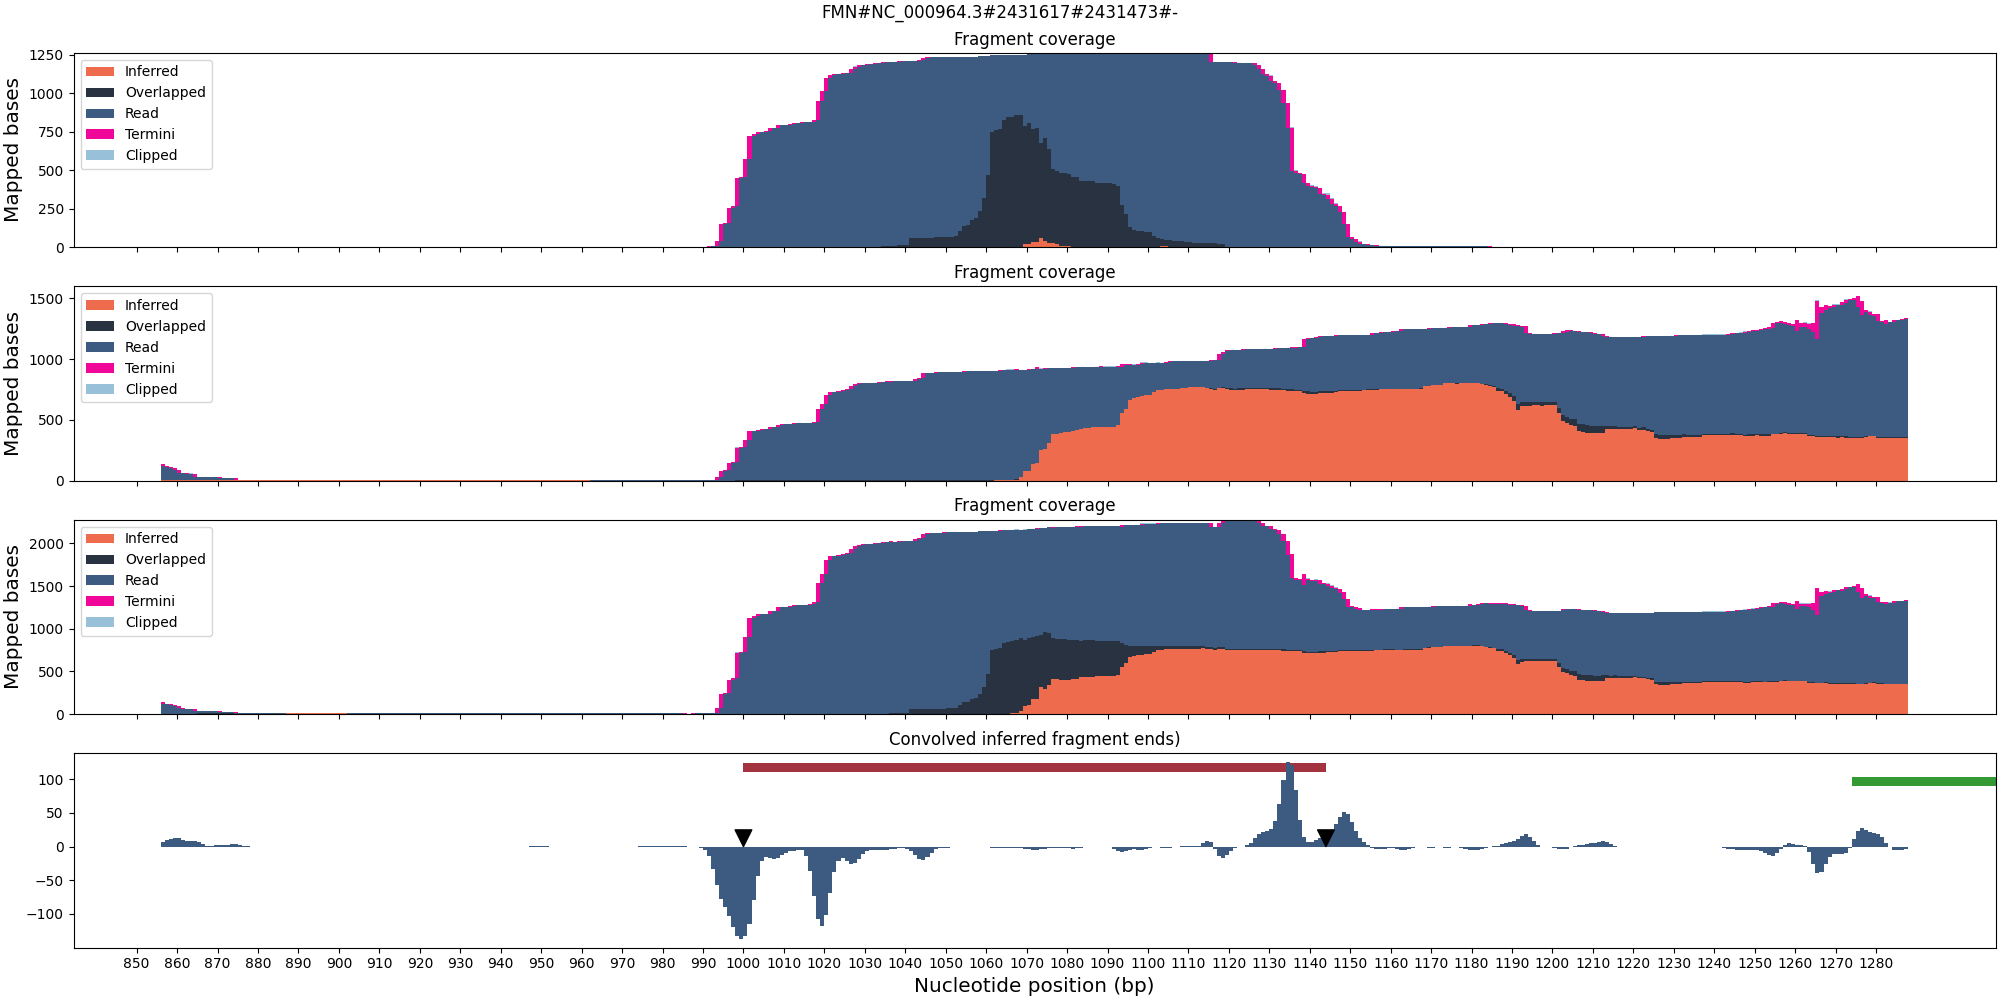 FMN#NC_000964.3#2431617#2431473#-
Fragment coverage
Mapped bases
1250
1000
750
500
250
0
Inferred
Overlapped
Read
Termini
Clipped
Fragment coverage
Mapped bases
1500
1000
500
0
Inferred
Overlapped
Read
Termini
Clipped
Fragment coverage
Mapped bases
2000
1500
1000
500
0
Inferred
Overlapped
Read
Termini
Clipped
Convolved inferred fragment ends)
100
50
0
−50
−100
850 860 870 880 890 900 910 920 930 940 950 960 970 980 990 1000 1010 1020 1030 1040 1050 1060 1070 1080 1090 1100 1110 1120 1130 1140 1150 1160 1170 1180 1190 1200 1210 1220 1230 1240 1250 1260 1270 1280
Nucleotide position (bp)